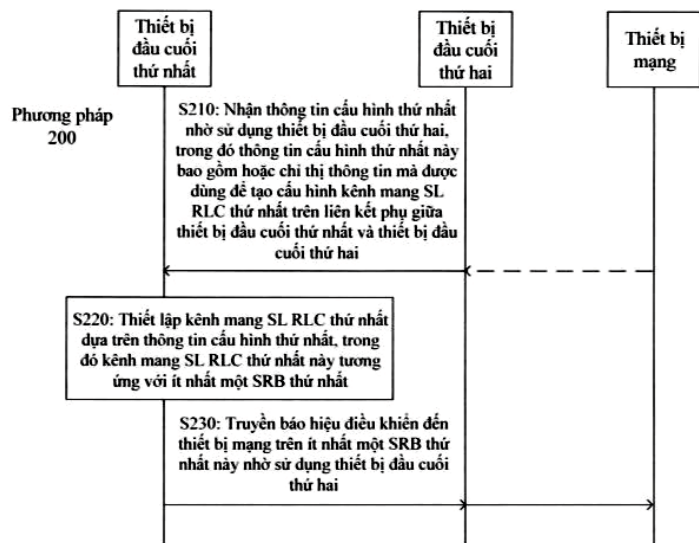 Thiết bị
đầu cuối
thứ nhất
Thiết bị
đầu cuối
thứ hai
Thiết bị
mạng
Phương pháp
200
S210: Nhận thông tin cấu hình thứ nhất
nhờ sử dụng thiết bị đầu cuối thứ hai,
trong đó thông tin cấu hình thứ nhất này
bao gồm hoặc chỉ thị thông tin mà được
dùng để tạo cấu hình kênh mang SL
RLC thứ nhất trên liên kết phụ giữa
thiết bị đầu cuối thứ nhất và thiết bị đầu
cuối thứ hai
S220: Thiết lập kênh mang SL RLC thứ nhất
dựa trên thông tin cấu hình thứ nhất, trong
đó kênh mang SL RLC thứ nhất này tương
ứng với ít nhất một SRB thứ nhất
S230: Truyền báo hiệu điều khiển đến
thiết bị mạng trên ít nhất một SRB thứ
nhất này nhờ sử dụng thiết bị đầu cuối
thứ hai